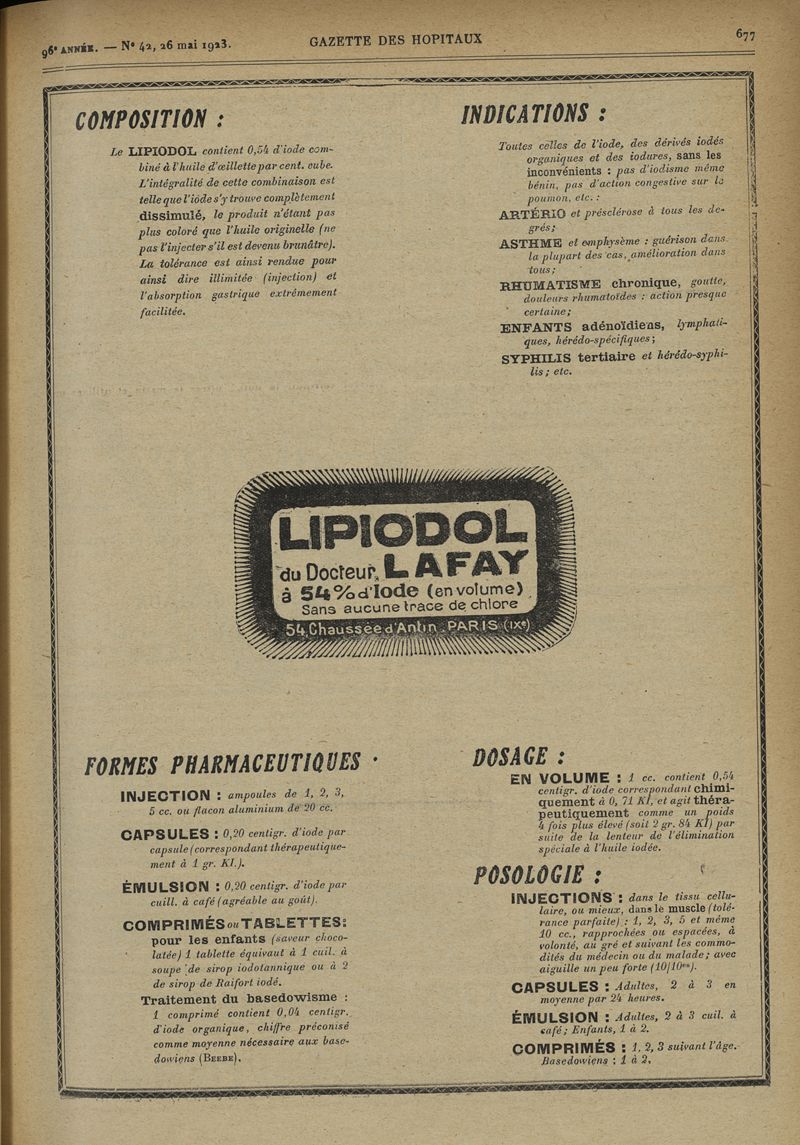 96e ANNÉE. — No 42, 26 mai 1923.
GAZETTE DES HOPITAUX
677
COMPOSITION :
Le LIPIODOL contient 0,54 d'iode com-
biné à l'huile d'œillette par cent. cube.
L'intégralité de cette combinaison est
telle que l'iode s'y trouve complètement
dissimulé, le produit n'étant pas
plus coloré que l'huile originelle (ne
pas l'injecter s'il est devenu brunâtre).
La tolérance est ainsi rendue pour
ainsi dire illimitée (injection) et
l'absorption gastrique extrêmement
facilitée.
INDICATIONS :
Toutes celles de l'iode, des dérivés iodés
organiques et des iodures, sans les
inconvénients : pas d'iodisme même
bénin, pas d'action congestive sur le
poumon, etc. :
ARTÉRIO et présclérose à tous les de-
grés;
ASTHME et emphysème : guérison dans
la plupart des cas, amélioration dans
tous;
RHUMATISME chronique, goutte,
douleurs rhumatoïdes : action presque
certaine;
ENFANTS adénoïdiens, lymphati-
ques, hérédo-spécifiques;
SYPHILIS tertiaire et hérédo-syphi-
lis; etc.
LIPIODOL
du Docteur LAFAY
à 54% d'Iode (en volume)
Sans aucune trace de chlore
54, Chaussée d'Antin. PARIS (IXe)
FORMES PHARMACEUTIQUES :
INJECTION : ampoules de 1, 2, 3,
5 cc. ou flacon aluminium de 20 cc.
CAPSULES : 0,20 centigr. d'iode par
capsule (correspondant thérapeutique-
ment à 1 gr. KI.).
ÉMULSION : 0,20 centigr. d'iode par
cuill. à café (agréable au goût).
COMPRIMÉS ou TABLETTES :
pour les enfants (saveur choco-
latée) 1 tablette équivaut à 1 cuil. à
soupe de sirop iodotannique ou à 2
de sirop de Raifort iodé.
Traitement du basedowisme :
1 comprimé contient 0,04 centigr.
d'iode organique, chiffre préconisé
comme moyenne nécessaire aux base-
dowiens (BEEBE).
DOSAGE :
EN VOLUME : 1 cc. contient 0,54
centigr. d'iode correspondant chimi-
quement à 0, 71 KI, et agit théra-
peutiquement comme un poids
4 fois plus élevé (soit 2 gr. 84 KI) par
suite de la lenteur de l'élimination
spéciale à l'huile iodée.
POSOLOGIE :
INJECTIONS : dans le tissu cellu-
laire, ou mieux, dans le muscle (tolé-
rance parfaite) : 1, 2, 3, 5 et même
10 cc., rapprochées ou espacées, à
volonté, au gré et suivant les commo-
dités du médecin ou du malade; avec
aiguille un peu forte (10/10es).
CAPSULES : Adultes, 2 à 3 en
moyenne par 24 heures.
ÉMULSION : Adultes, 2 à 3 cuil. à
café; Enfants, 1 à 2.
COMPRIMÉS : 1, 2, 3 suivant l'âge.
Basedowiens : 1 à 2.